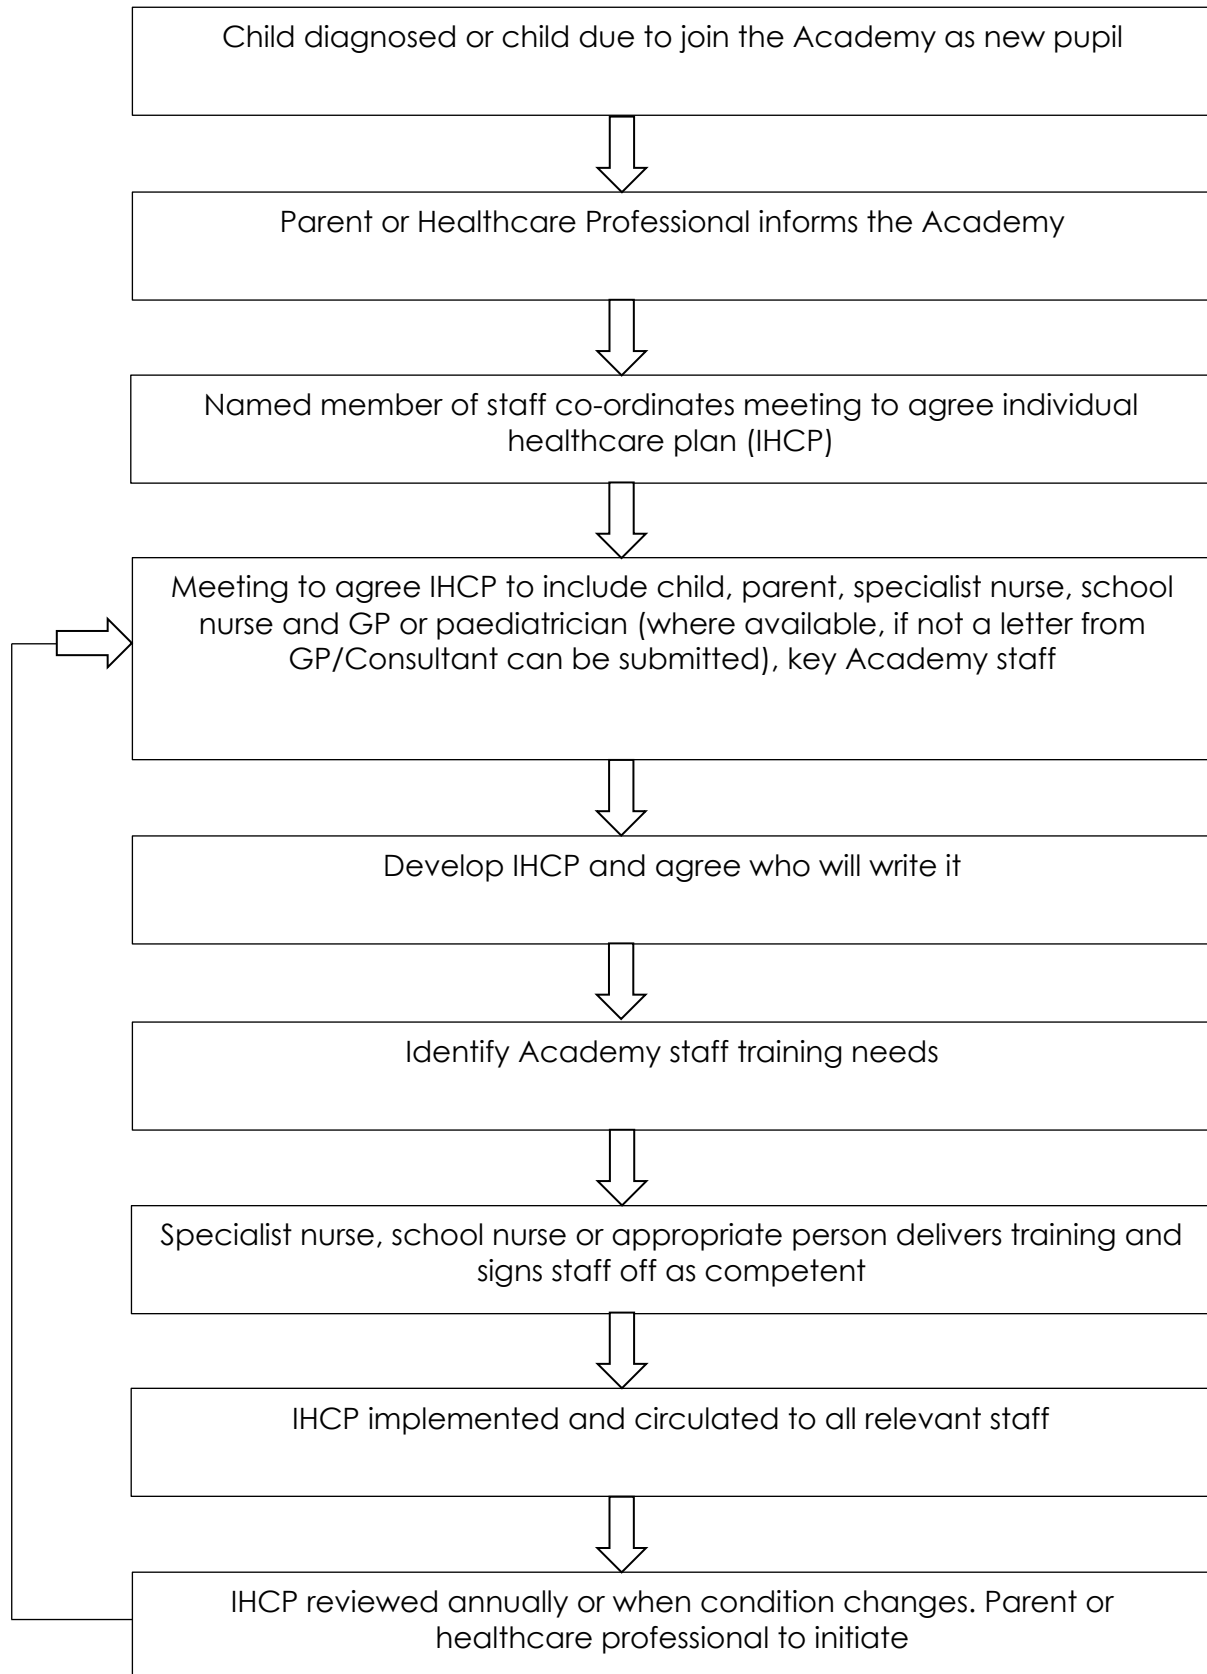 Child diagnosed or child due to join the Academy as new pupil
Parent or Healthcare Professional informs the Academy
Named member of staff co-ordinates meeting to agree individual
healthcare plan (IHCP)
Meeting to agree IHCP to include child, parent, specialist nurse, school
nurse and GP or paediatrician (where available, if not a letter from
GP/Consultant can be submitted), key Academy staff
Develop IHCP and agree who will write it
Identify Academy staff training needs
Specialist nurse, school nurse or appropriate person delivers training and
signs staff off as competent
IHCP implemented and circulated to all relevant staff
IHCP reviewed annually or when condition changes. Parent or
healthcare professional to initiate